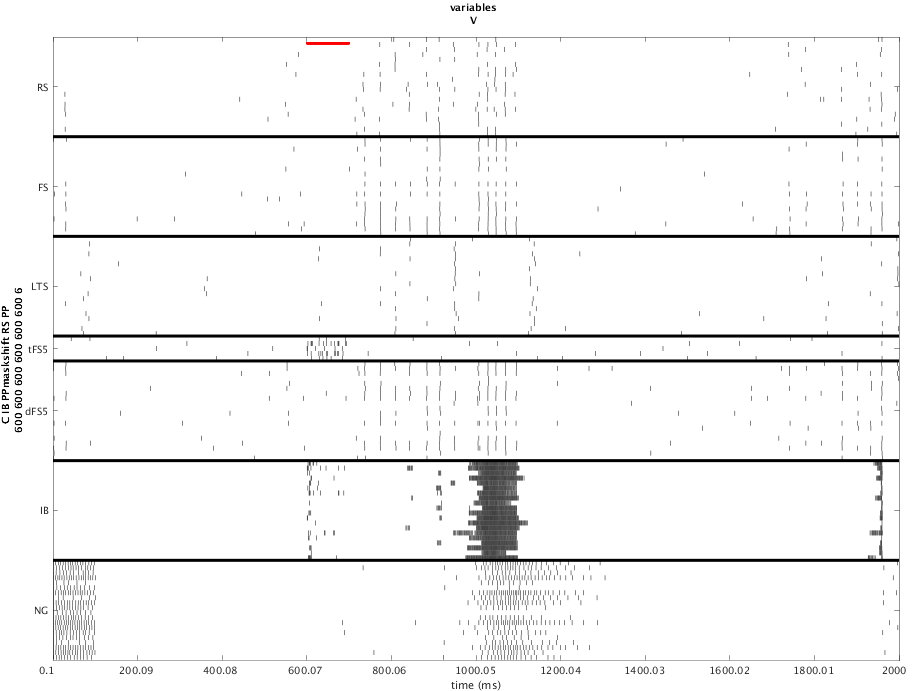 variables
V
RS
FS
LTS
tFS5
dFS5
IB
NG
C IB PPmaskshift RS PP
600 600 600 600 600 600 600 6
0.1
200.09
400.08
600.07
800.06
1000.05
1200.04
1400.03
1600.02
1800.01
2000
time (ms)